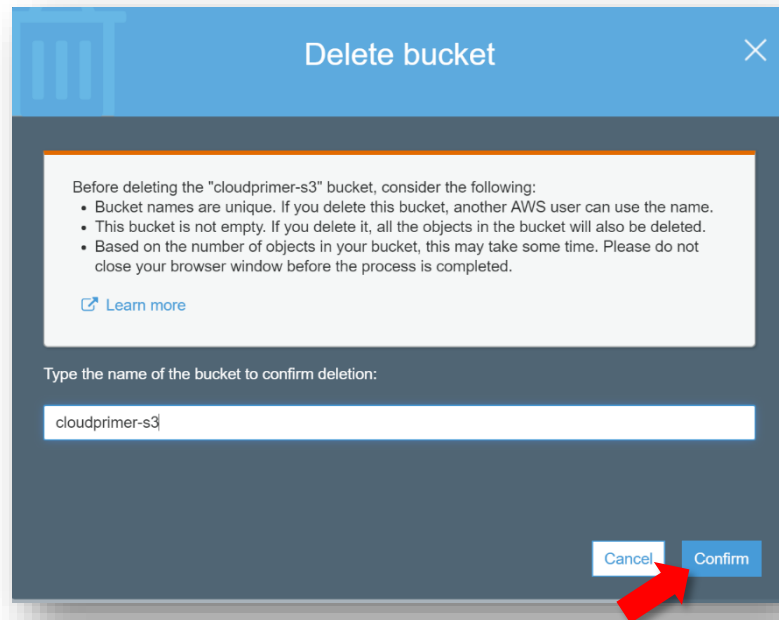 Delete bucket
Before deleting the "cloudprimer-s3" bucket, consider the following:
• Bucket names are unique. If you delete this bucket, another AWS user can use the name.
• This bucket is not empty. If you delete it, all the objects in the bucket will also be deleted.
• Based on the number of objects in your bucket, this may take some time. Please do not
close your browser window before the process is completed.
Learn more
Type the name of the bucket to confirm deletion:
cloudprimer-s3
Cancel Confirm